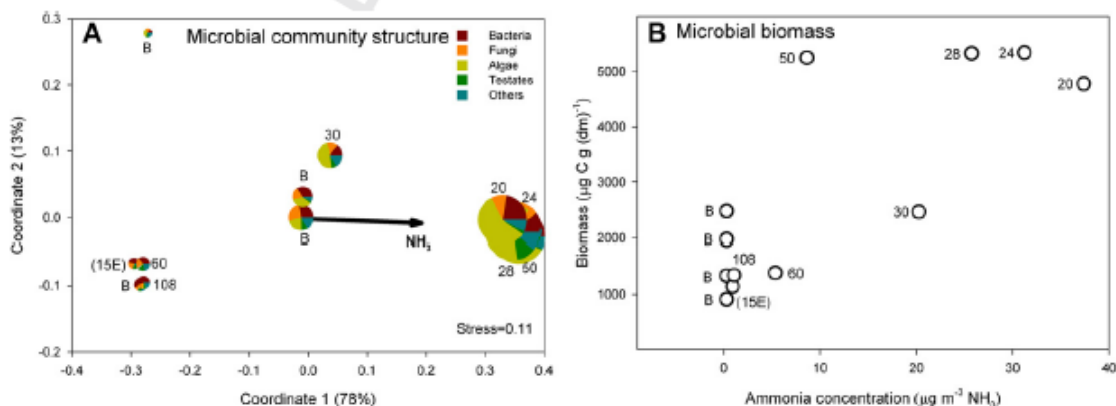 A Microbial community structure
B
Bacteria
Fungi
Algae
Testates
Others
30
B
B
20
24
NH3
28
50
(15E)
60
B
108
Stress=0.11
0.3
0.2
0.1
0.0
-0.1
-0.2
Coordinate 2 (13%)
-0.4
-0.3
-0.2
-0.1
0.0
0.1
0.2
0.3
0.4
Coordinate 1 (78%)
B Microbial biomass
50
28
24
20
B
30
B
108
B
60
B
(15E)
5000
4000
3000
2000
1000
Biomass (µg C g (dm)⁻¹)
0
10
20
30
40
Ammonia concentration (µg m⁻³ NH₃)